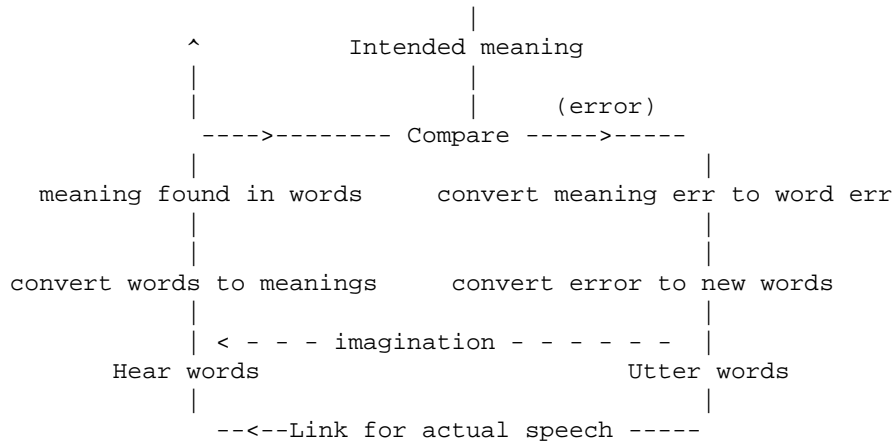 Intended meaning
(error)
---->-------- Compare ----->-----
meaning found in words convert meaning err to word err
convert words to meanings convert error to new words
< - - - imagination - - - - - -
Hear words Utter words
--<--Link for actual speech -----